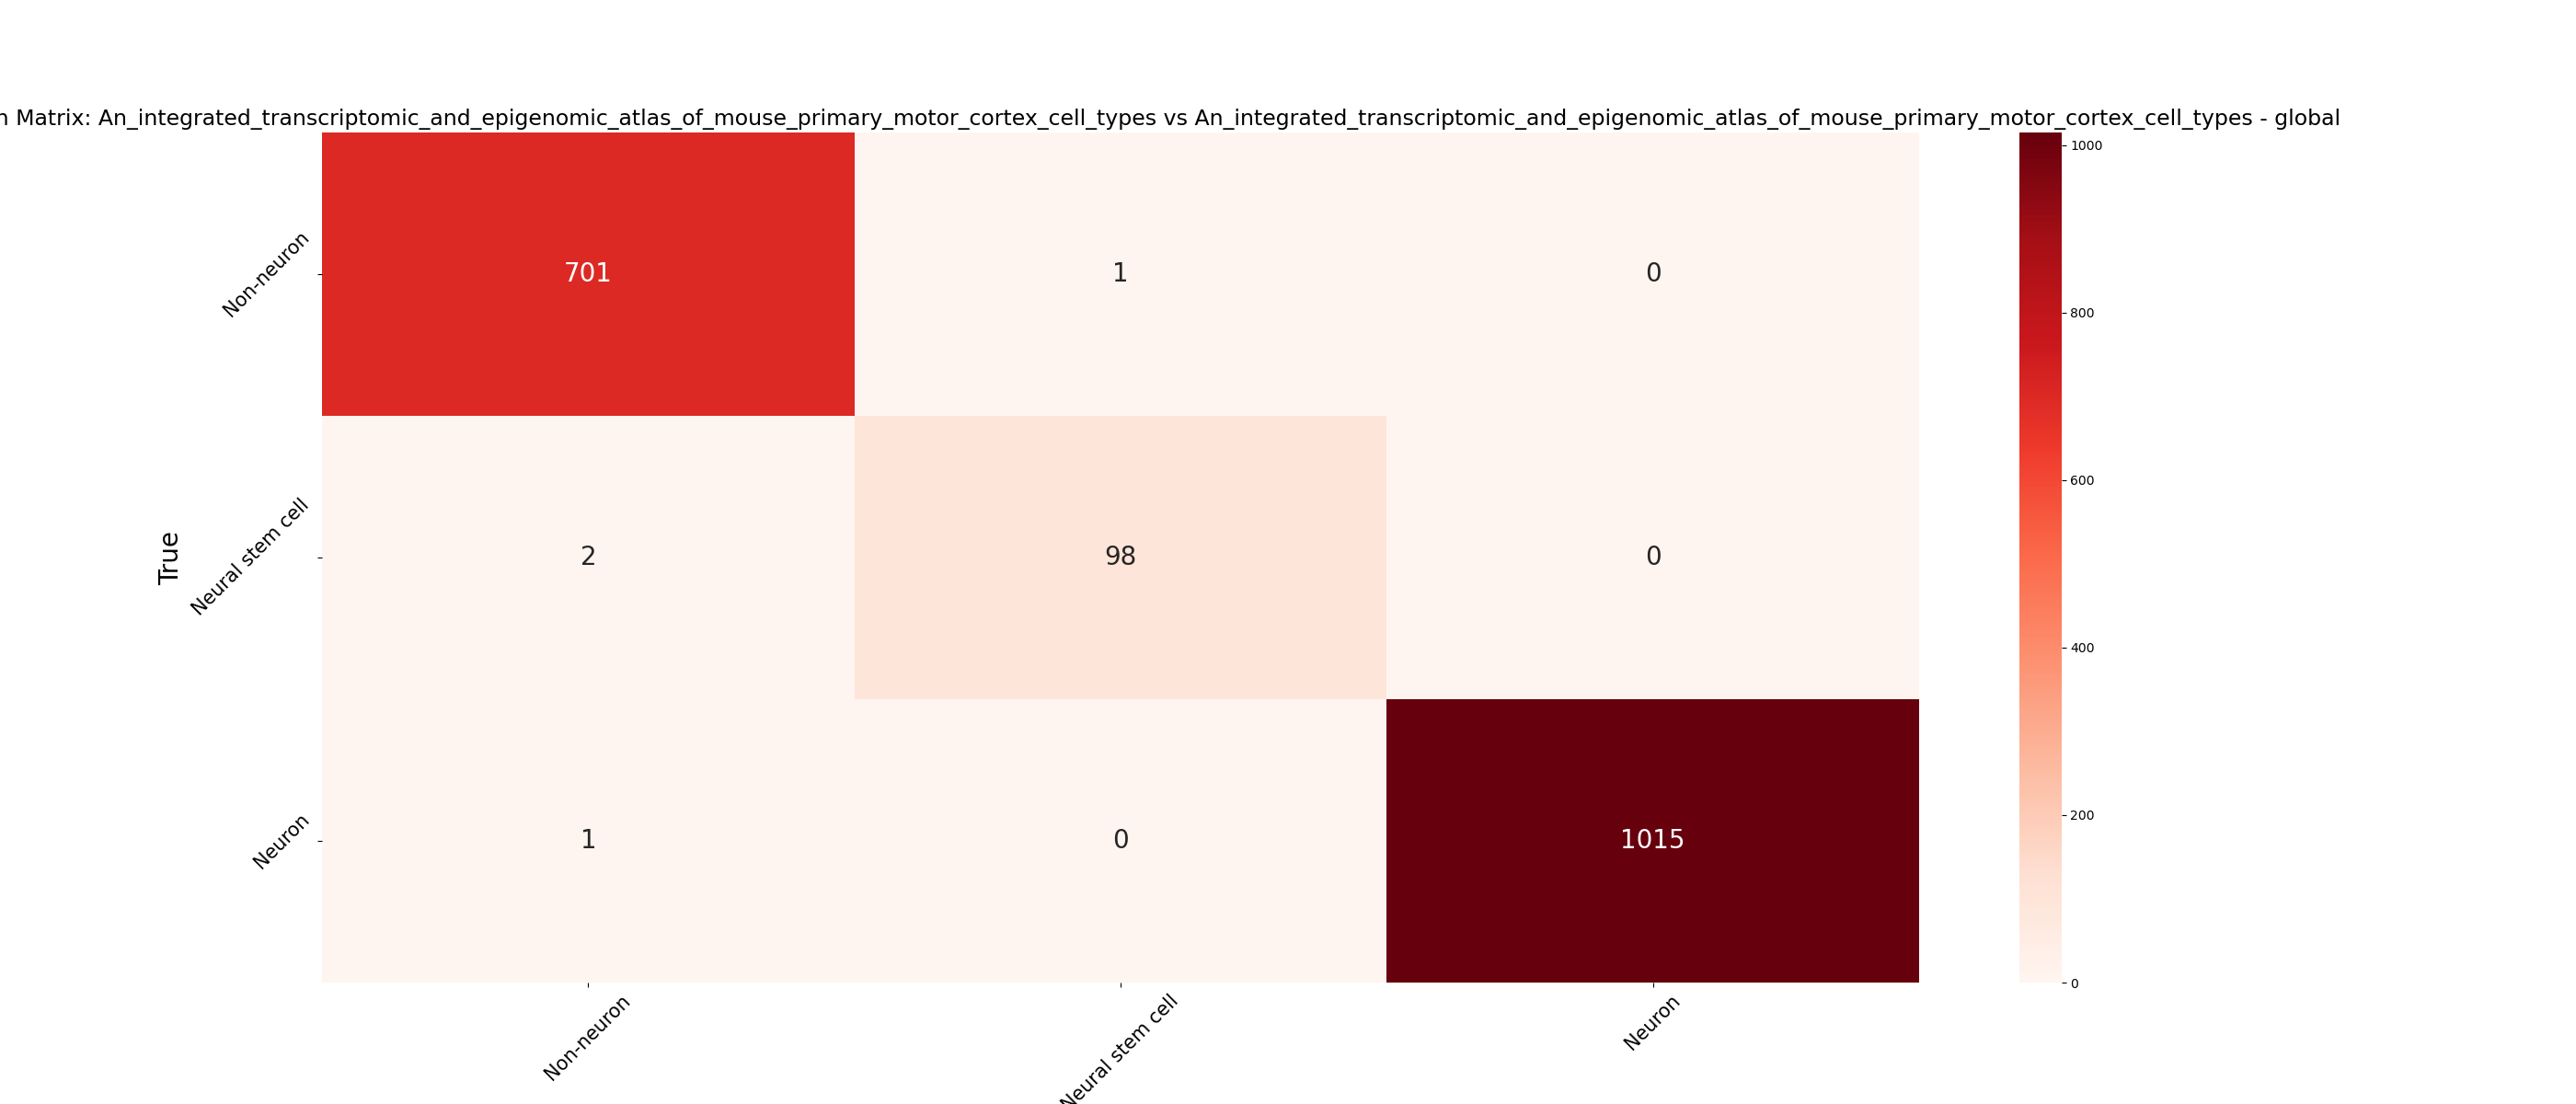 n Matrix: An_integrated_transcriptomic_and_epigenomic_atlas_of_mouse_primary_motor_cortex_cell_types vs An_integrated_transcriptomic_and_epigenomic_atlas_of_mouse_primary_motor_cortex_cell_types - global
Non-neuron
701
1
0
Neural stem cell
2
98
0
Neuron
1
0
1015
True
Non-neuron
Neural stem cell
Neuron
1000
800
600
400
200
0